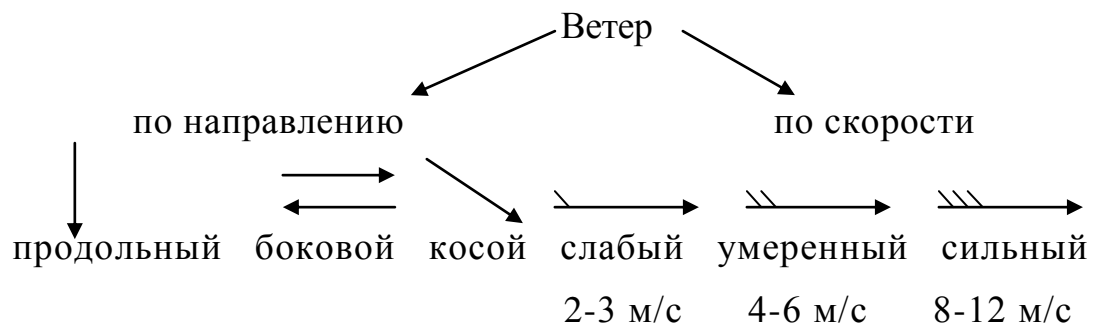 Ветер
по направлению по скорости
продольный боковой косой слабый умеренный сильный
2-3 м/с 4-6 м/с 8-12 м/с